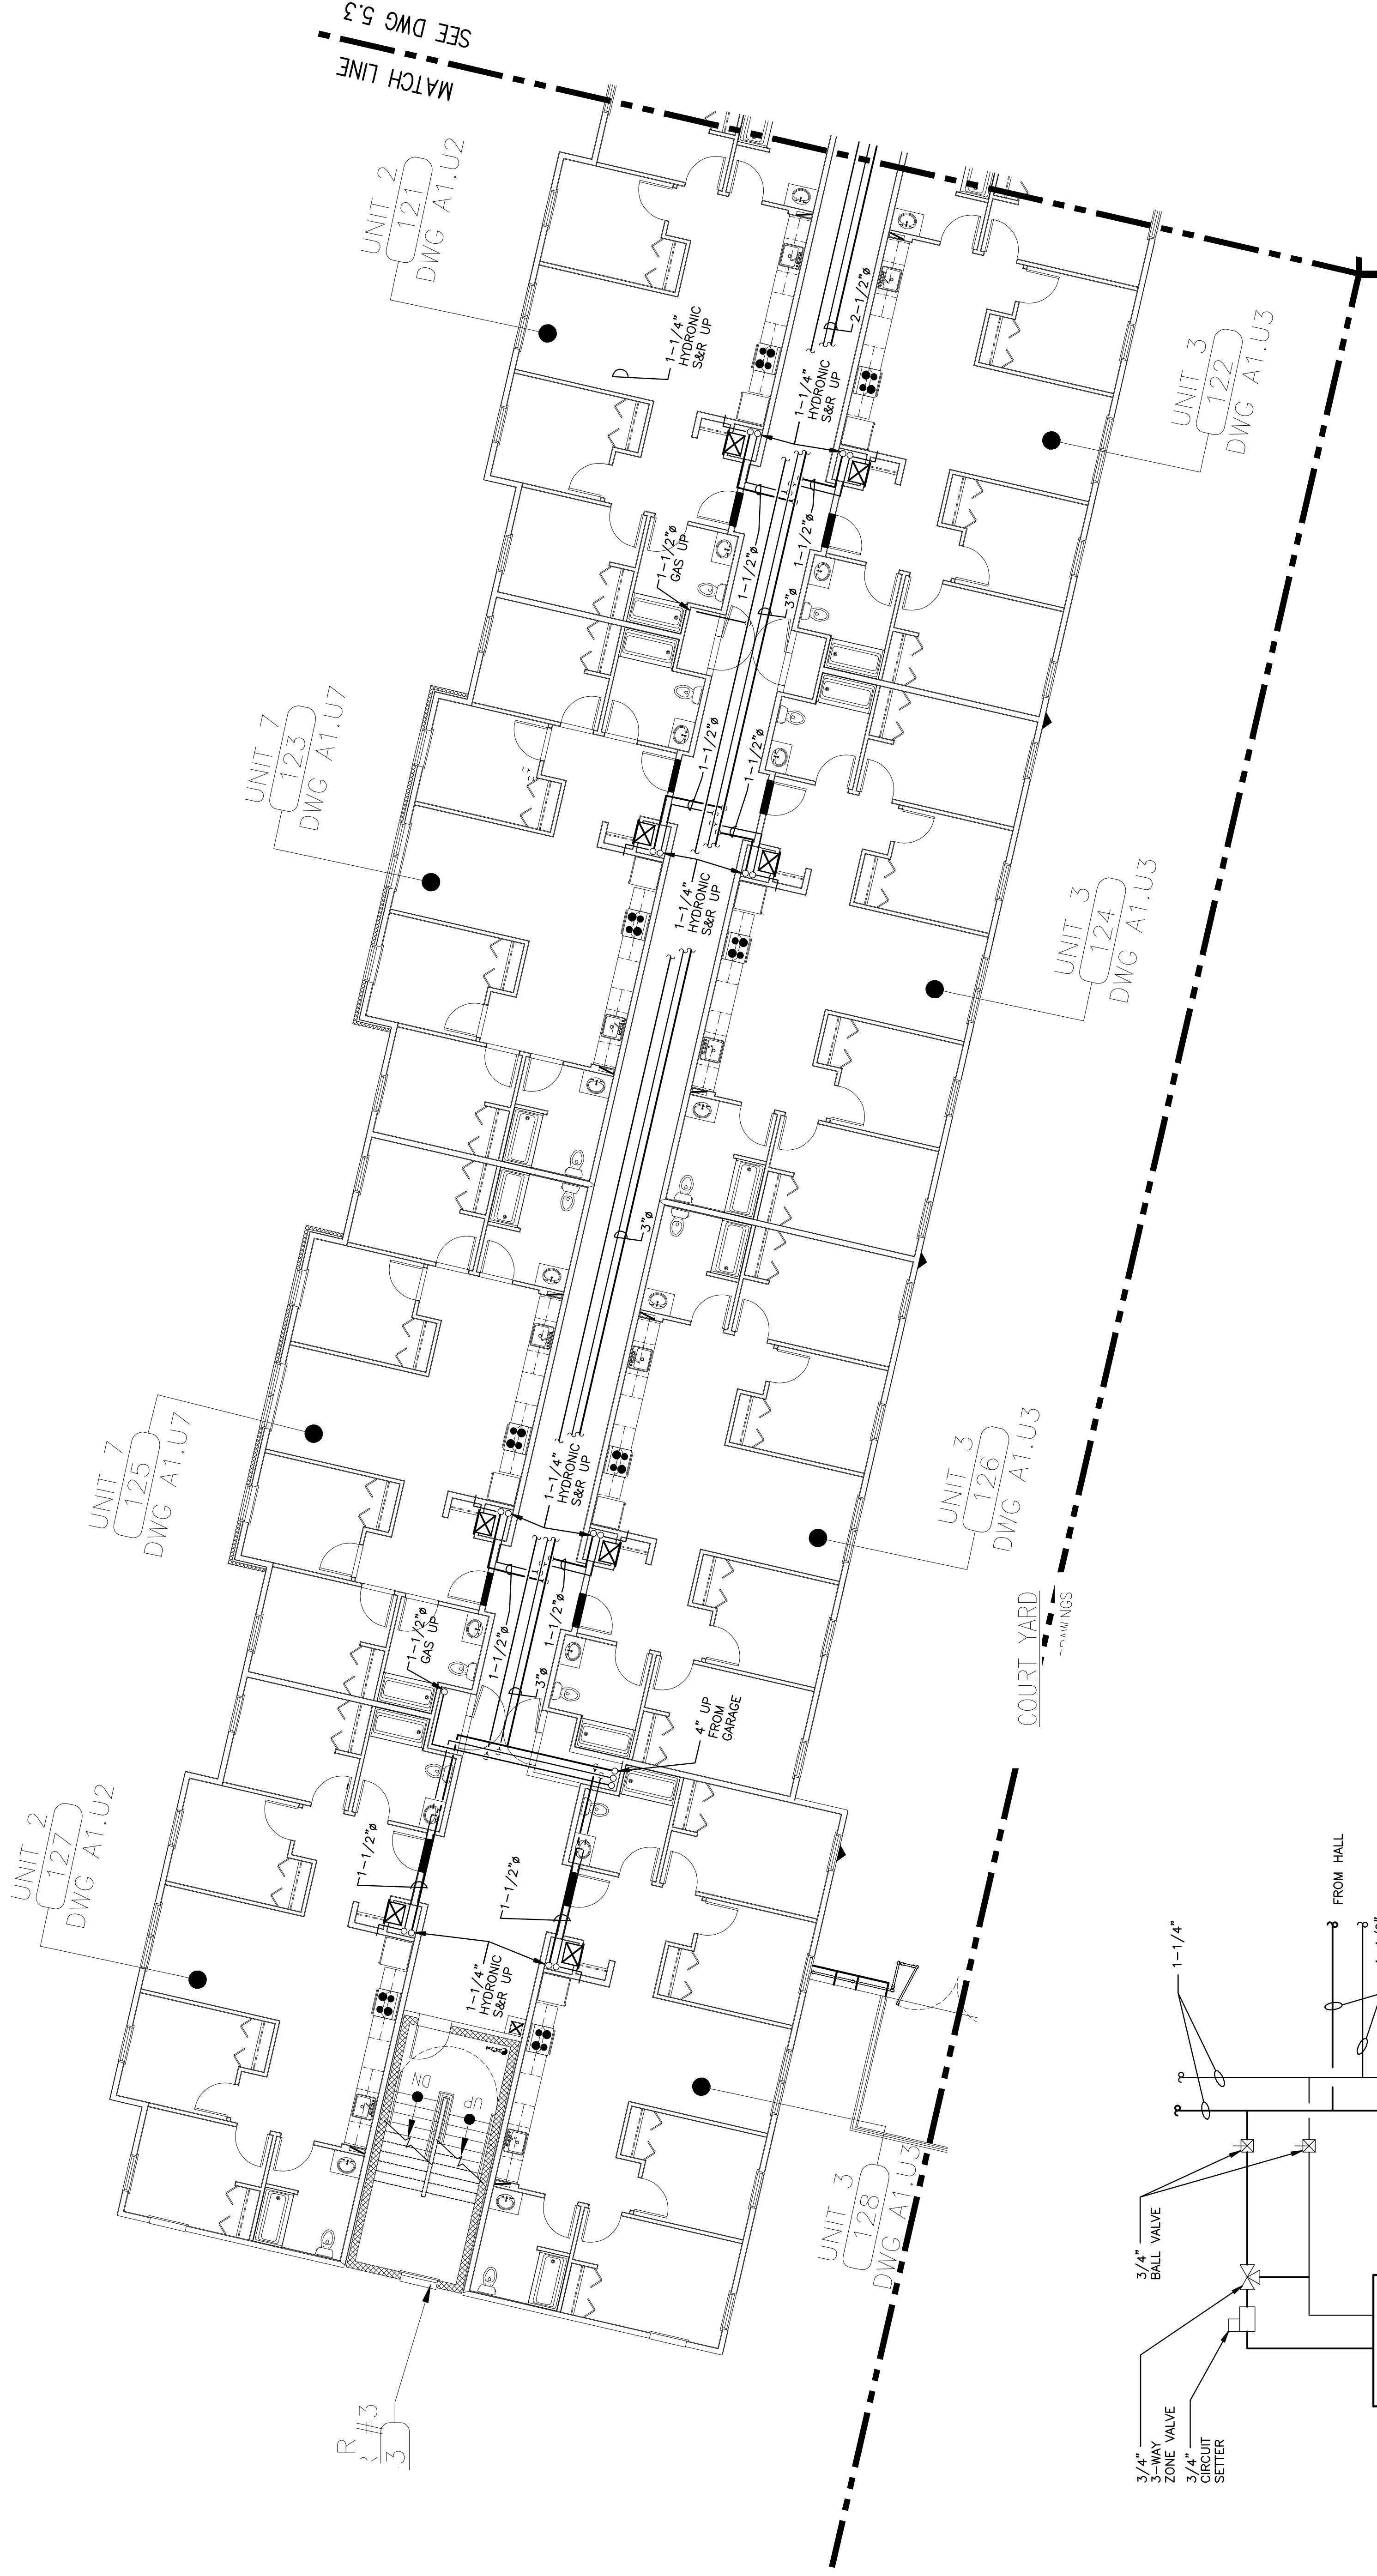 SEE DWG 5.3
MATCH LINE
UNIT 2
121
DWG A1.U2
1-1/4"
HYDRONIC
S&R UP
2-1/2"ø
1-1/4"
HYDRONIC
S&R UP
UNIT 3
122
DWG A1.U3
1-1/2"ø
GAS UP
1-1/2"ø
1-1/2"ø
3"ø
UNIT 7
123
DWG A1.U7
1-1/2"ø
1-1/2"ø
1-1/4"
HYDRONIC
S&R UP
UNIT 3
124
DWG A1.U3
3"ø
UNIT 7
125
DWG A1.U7
1-1/4"
HYDRONIC
S&R UP
UNIT 3
126
DWG A1.U3
1-1/2"ø
GAS UP
1-1/2"ø
1-1/2"ø
3"ø
4" UP
FROM
GARAGE
COURT YARD
UNIT 2
127
DWG A1.U2
1-1/2"ø
1-1/2"ø
1-1/4"
HYDRONIC
S&R UP
DN
UP
UNIT 3
128
DWG A1.U3
R
#3
3
1-1/4"
FROM HALL
3/4"
BALL VALVE
3/4"
3-WAY
ZONE VALVE
3/4"
CIRCUIT
SETTER